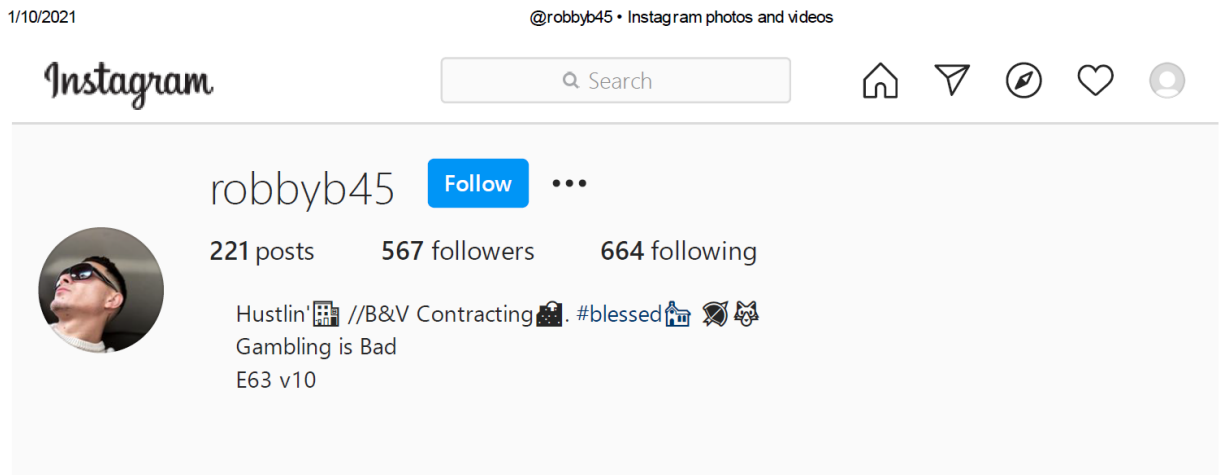 1/10/2021 @robbyb45 • Instagram photos and videos
Instagram
Search
robbyb45 Follow •••
221 posts 567 followers 664 following
Hustlin'🏢 //B&V Contracting🌃. #blessed🏡 🏹🐺
Gambling is Bad
E63 v10